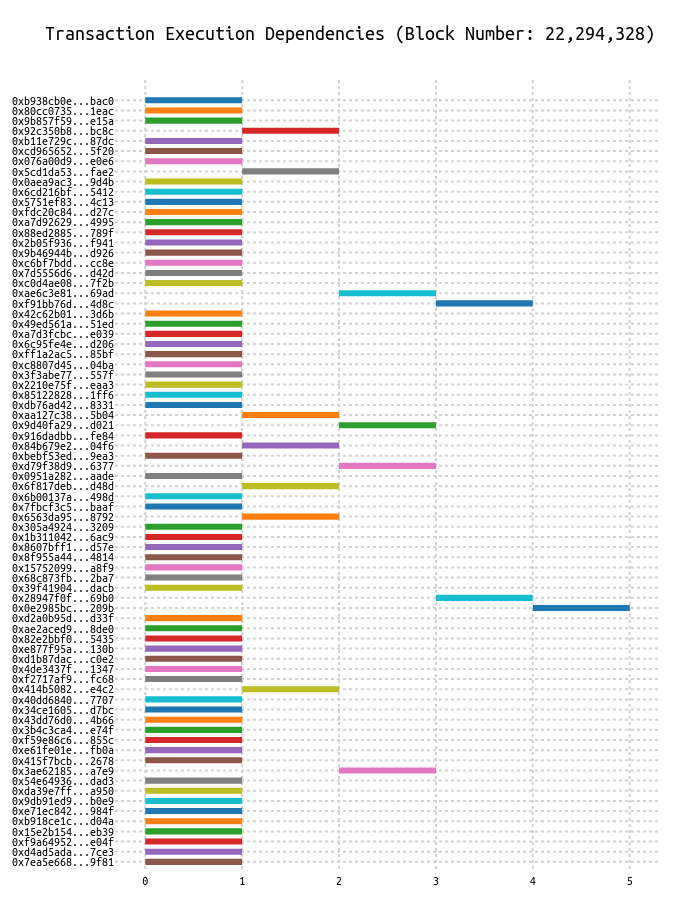 Transaction Execution Dependencies (Block Number: 22,294,328)
0xb938cb0e...bac0
0x80cc0735...1eac
0x9b857f59...e15a
0x92c350b8...bc8c
0xb11e729c...87dc
0xcd965652...5f20
0x076a00d9...e0e6
0x5cd1da53...fae2
0x0aea9ac3...9d4b
0x6cd216bf...5412
0x5751ef83...4c13
0xfdc20c84...d27c
0xa7d92629...4995
0x88ed2885...789f
0x2b05f936...f941
0x9b46944b...d926
0xc6bf7bdd...cc8e
0x7d5556d6...d42d
0xc0d4ae08...7f2b
0xae6c3e81...69ad
0xf91bb76d...4d8c
0x42c62b01...3d6b
0x49ed561a...51ed
0xa7d3fcbc...e039
0x6c95fe4e...d206
0xff1a2ac5...85bf
0xc8807d45...04ba
0x3f3abe77...557f
0x2210e75f...eaa3
0x85122828...1ff6
0xdb76ad42...8331
0xaa127c38...5b04
0x9d40fa29...d021
0x916dadbb...fe84
0x84b679e2...04f6
0xbebf53ed...9ea3
0xd79f38d9...6377
0x0951a282...aade
0x6f817deb...d48d
0x6b00137a...498d
0x7fbcf3c5...baaf
0x6563da95...8792
0x305a4924...3209
0x1b311042...6ac9
0x8607bff1...d57e
0x8f955a44...4814
0x15752099...a8f9
0x68c873fb...2ba7
0x39f41904...dacb
0x28947f0f...69b0
0x0e2985bc...209b
0xd2a0b95d...d33f
0xae2aced9...8de0
0x82e2bbf0...5435
0xe877f95a...130b
0xd1b87dac...c0e2
0x4de3437f...1347
0xf2717af9...fc68
0x414b5082...e4c2
0x40dd6840...7707
0x34ce1605...d7bc
0x43dd76d0...4b66
0x3b4c3ca4...e74f
0xf59e86c6...855c
0xe61fe01e...fb0a
0x415f7bcb...2678
0x3ae62185...a7e9
0x54e64936...dad3
0xda39e7ff...a950
0x9db91ed9...b0e9
0xe71ec842...984f
0xb918ce1c...d04a
0x15e2b154...eb39
0xf9a64952...e04f
0xd4ad5ada...7ce3
0x7ea5e668...9f81
0 1 2 3 4 5